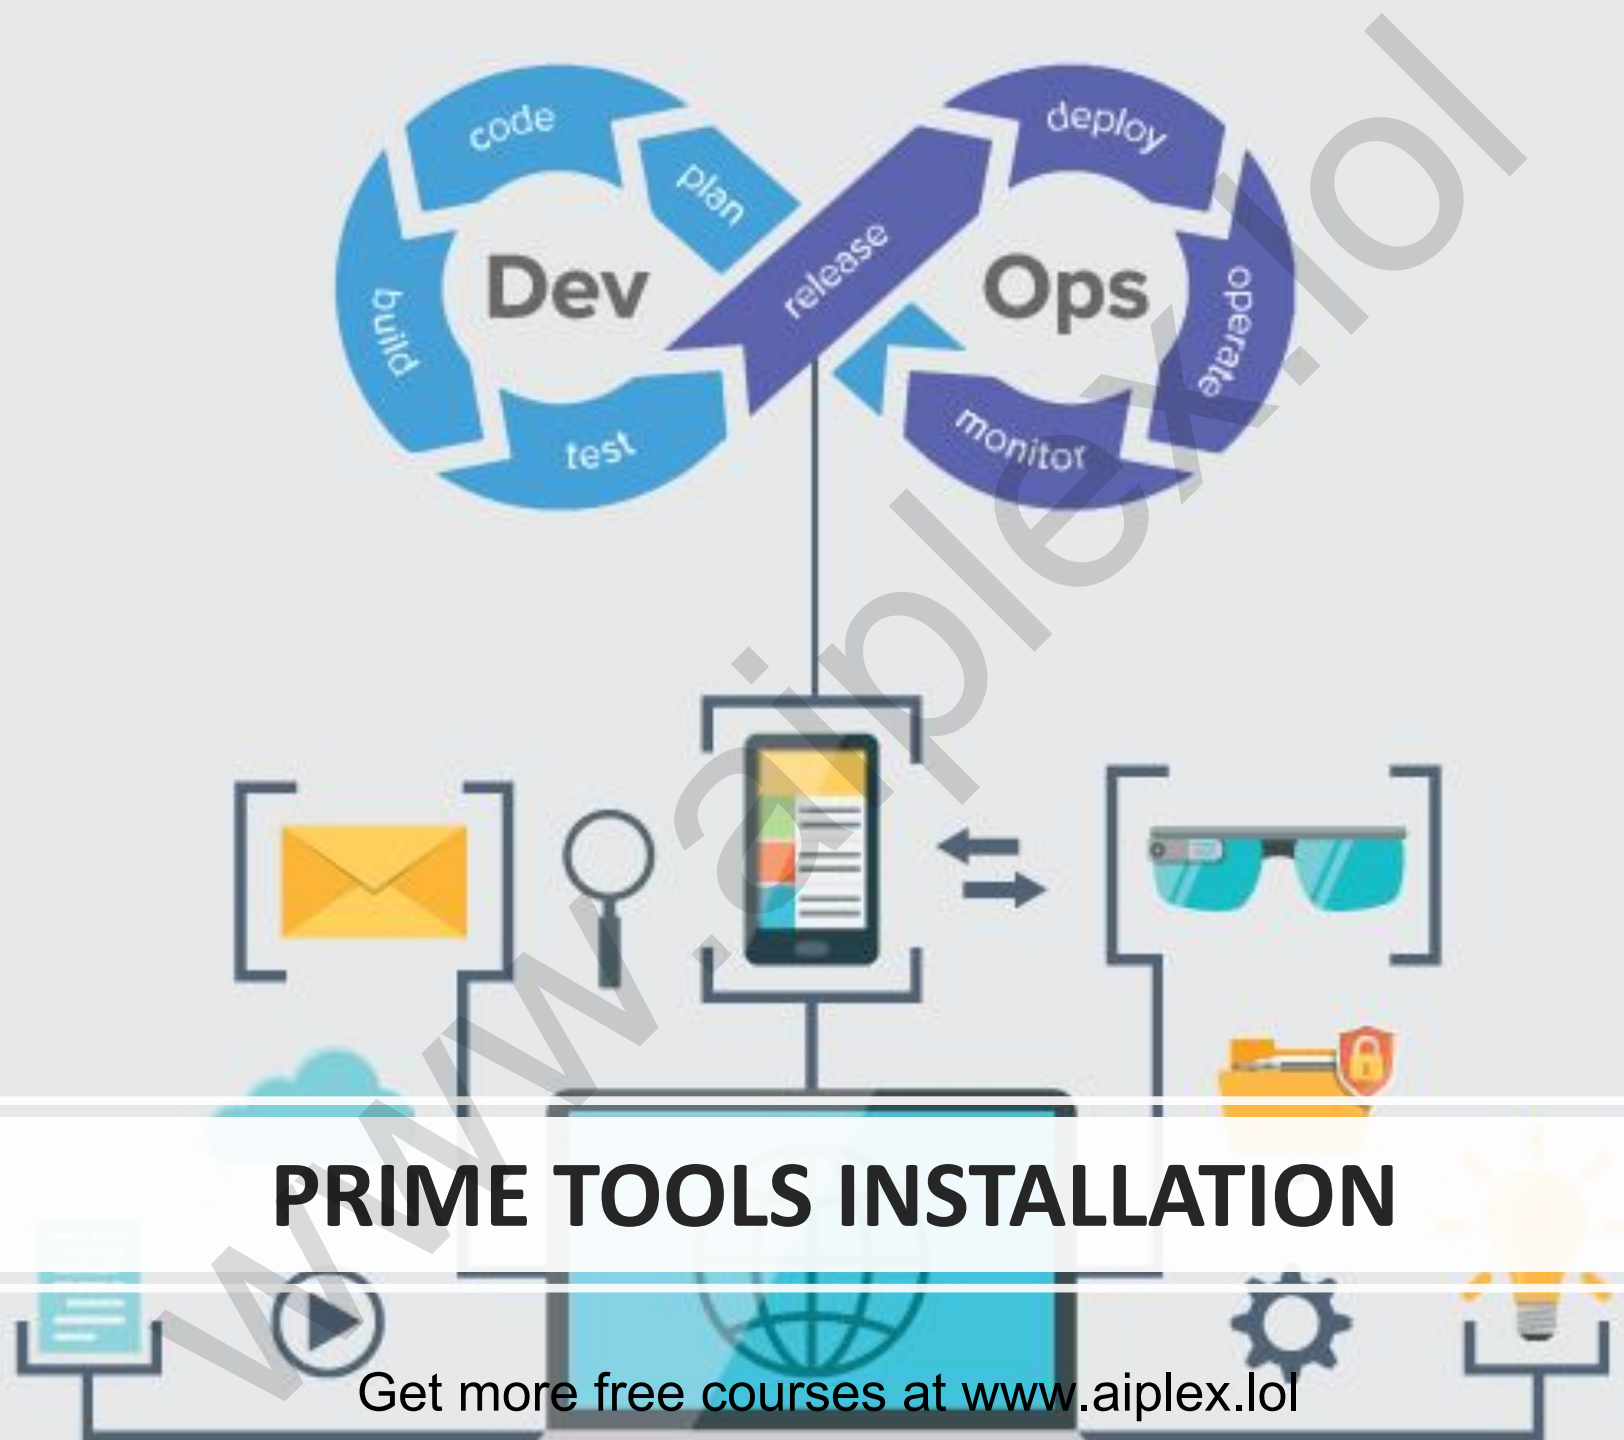 code
deploy
plan
release
Dev
Ops
build
operate
test
monitor
www.aiplex.lol
PRIME TOOLS INSTALLATION
Get more free courses at www.aiplex.lol